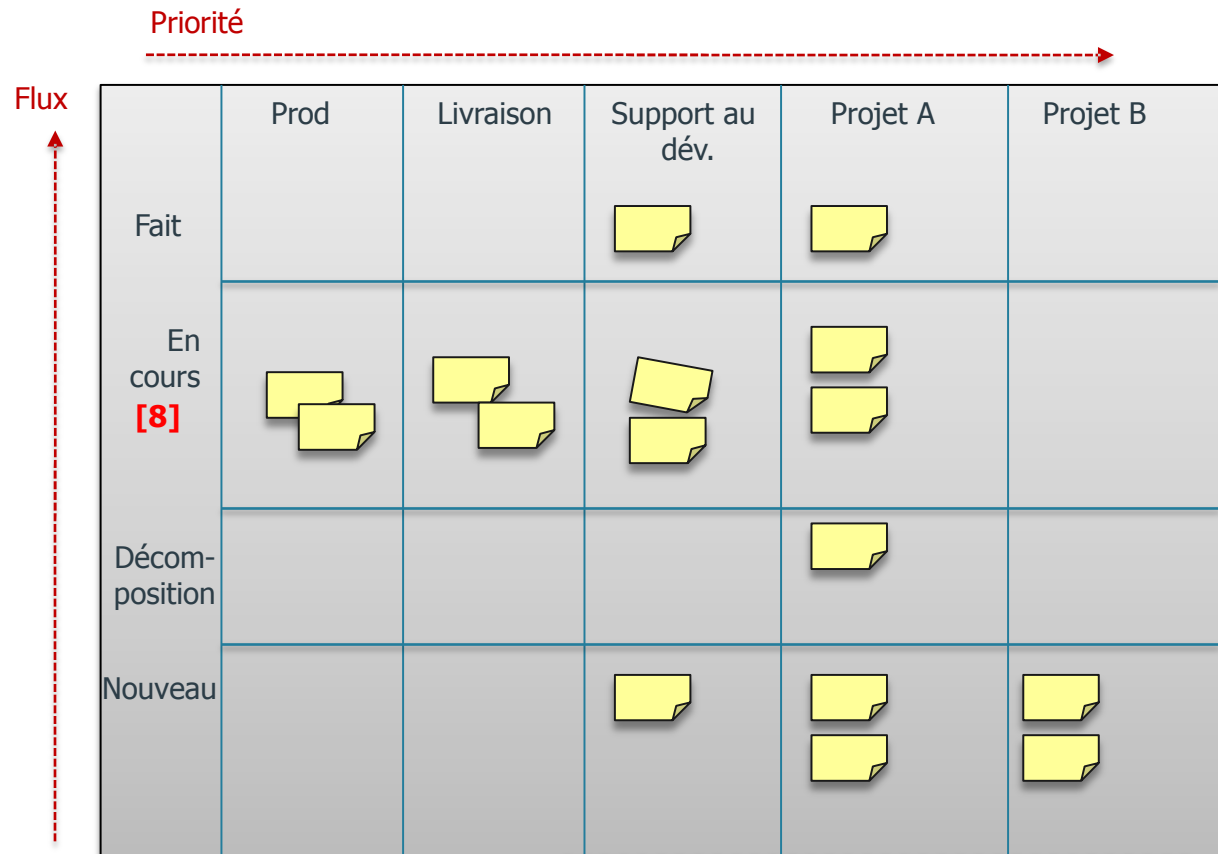 Priorité
Flux
Prod
Livraison
Support au
dév.
Projet A
Projet B
Fait
En
cours
[8]
Décom-
position
Nouveau